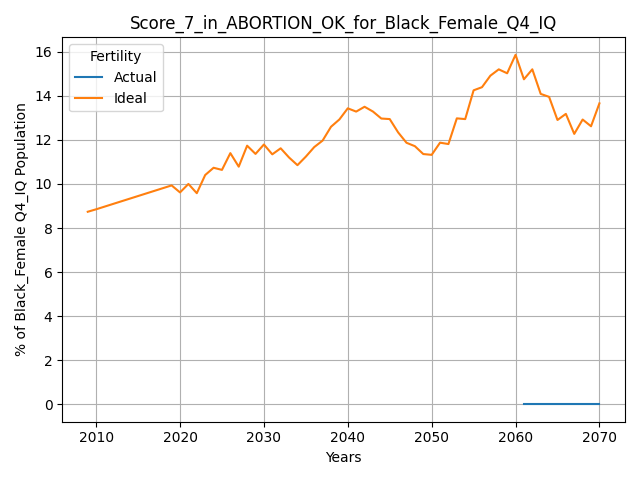 Score_7_in_ABORTION_OK_for_Black_Female_Q4_IQ
Fertility
Actual
Ideal
% of Black_Female Q4_IQ Population
16
14
12
10
8
6
4
2
0
2010 2020 2030 2040 2050 2060 2070
Years